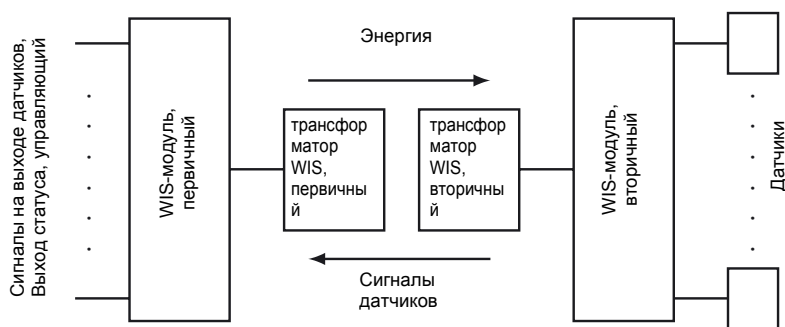 Сигналы на выходе датчиков,
Выход статуса, управляющий
WIS-модуль,
первичный
Энергия
трансфор
матор
WIS,
первичны
й
трансфор
матор
WIS,
вторичны
й
Сигналы
датчиков
WIS-модуль,
вторичный
Датчики